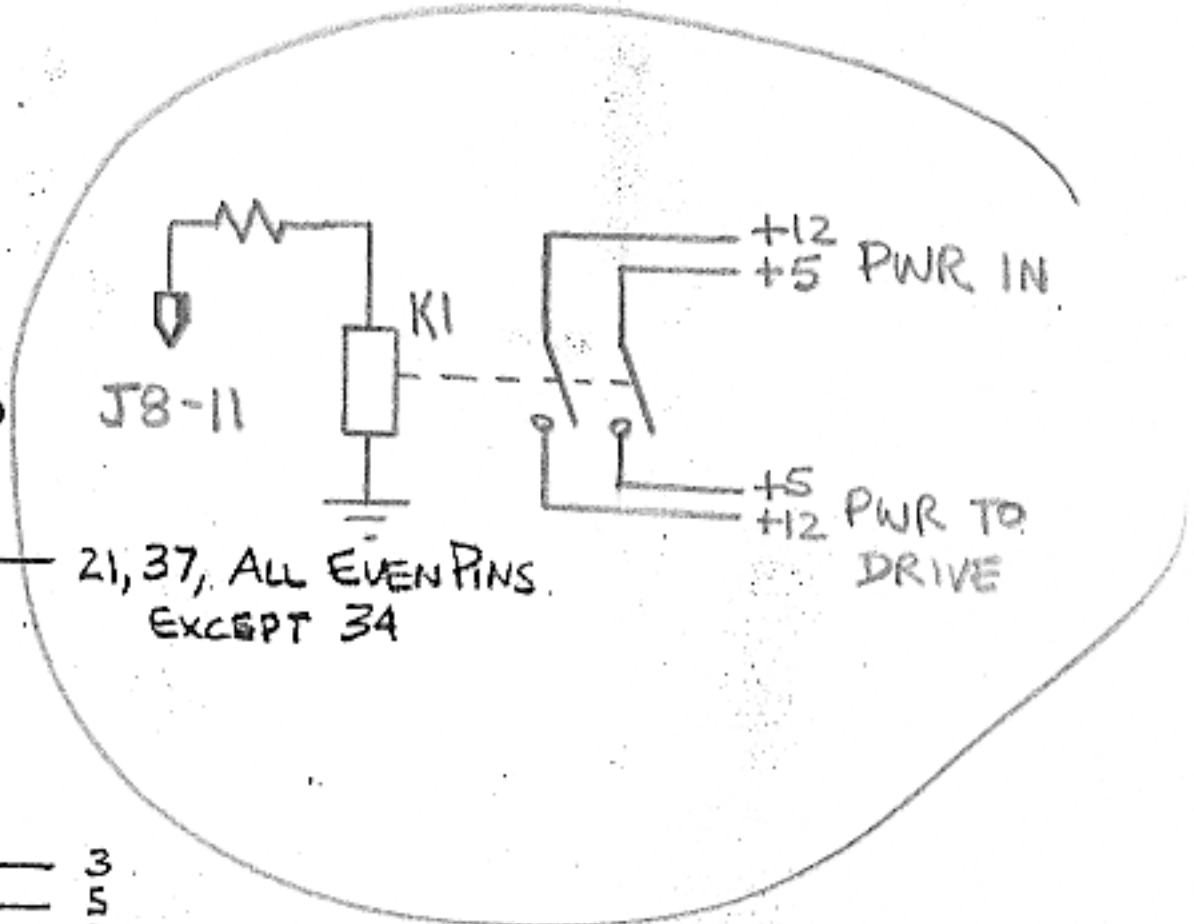 +12
+5 PWR IN
K1
J8-11
+5
+12 PWR TO
DRIVE
21, 37, ALL EVEN PINS
EXCEPT 34
3
5